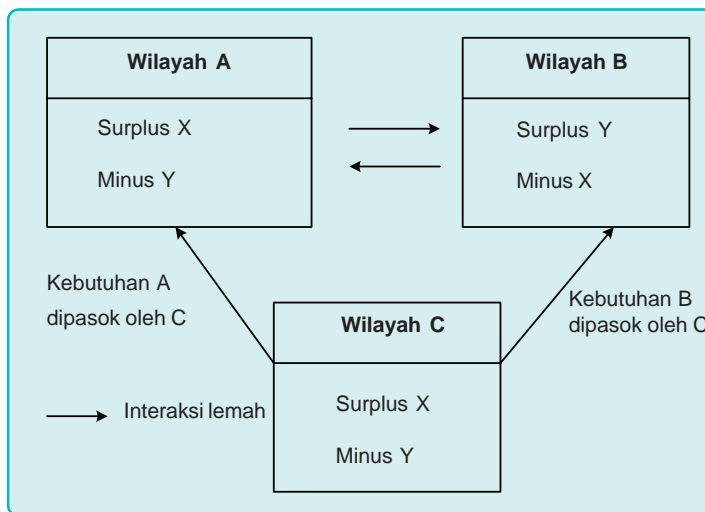 Wilayah A
Surplus X
Minus Y
Wilayah B
Surplus Y
Minus X
Kebutuhan A
dipasok oleh C
Kebutuhan B
dipasok oleh C
Wilayah C
Surplus X
Minus Y
Interaksi lemah